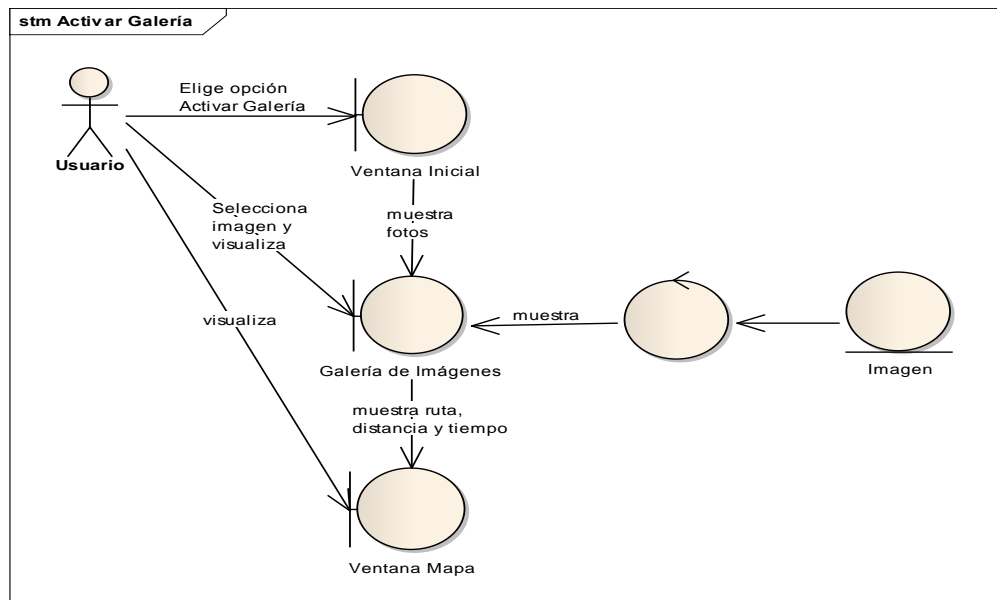 stm Activar Galería
Elige opción
Activar Galería
Usuario
Ventana Inicial
Selecciona
imagen y
visualiza
muestra
fotos
visualiza
muestra
Galería de Imágenes
Imagen
muestra ruta,
distancia y tiempo
Ventana Mapa